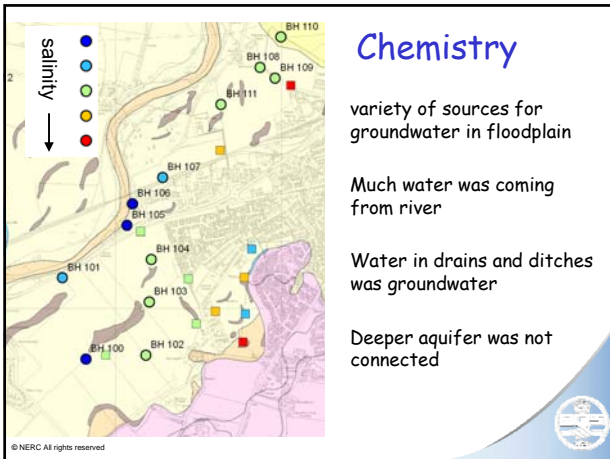 Chemistry
salinity
BH 110
BH 108
BH 109
BH 111
BH 107
BH 106
BH 105
BH 104
BH 101
BH 103
BH 102
BH 100
2
variety of sources for
groundwater in floodplain
Much water was coming
from river
Water in drains and ditches
was groundwater
Deeper aquifer was not
connected
© NERC All rights reserved